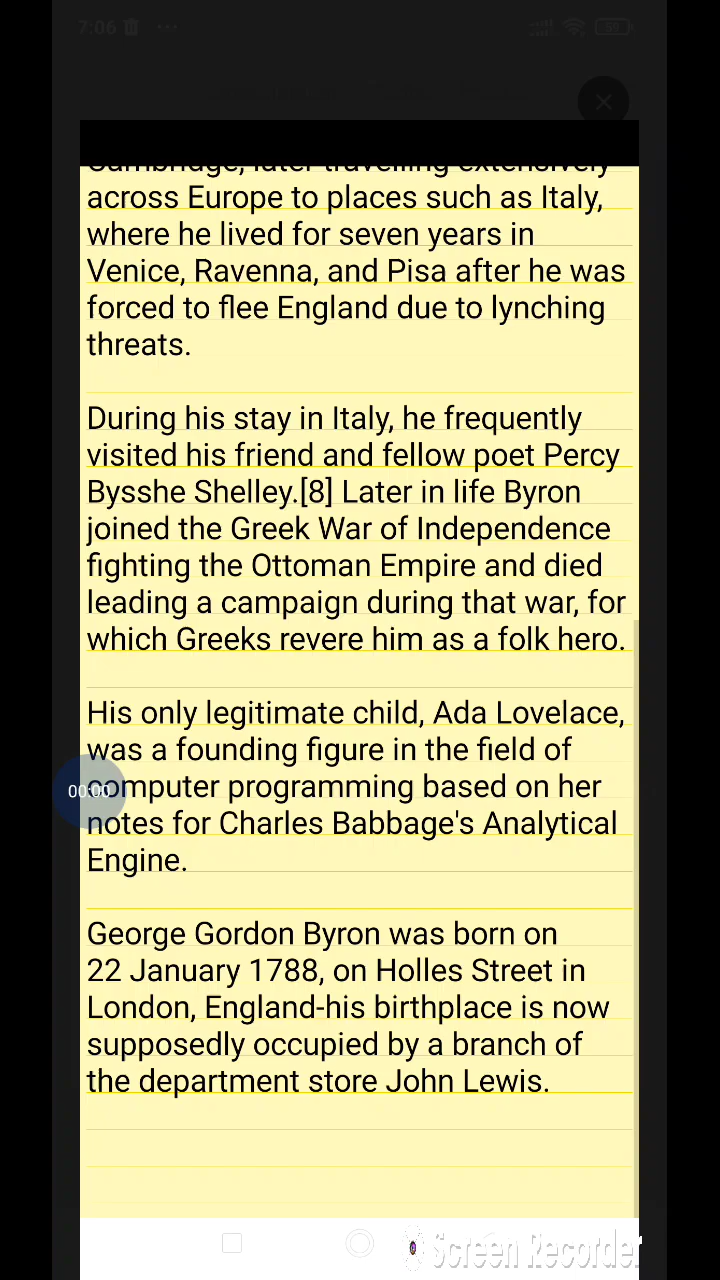 7:06
across Europe to places such as Italy,
where he lived for seven years in
Venice, Ravenna, and Pisa after he was
forced to flee England due to lynching
threats.
During his stay in Italy, he frequently
visited his friend and fellow poet Percy
Bysshe Shelley.[8] Later in life Byron
joined the Greek War of Independence
fighting the Ottoman Empire and died
leading a campaign during that war, for
which Greeks revere him as a folk hero.
His only legitimate child, Ada Lovelace,
was a founding figure in the field of
computer programming based on her
00:00
notes for Charles Babbage's Analytical
Engine.
George Gordon Byron was born on
22 January 1788, on Holles Street in
London, England-his birthplace is now
supposedly occupied by a branch of
the department store John Lewis.
Screen Recorder